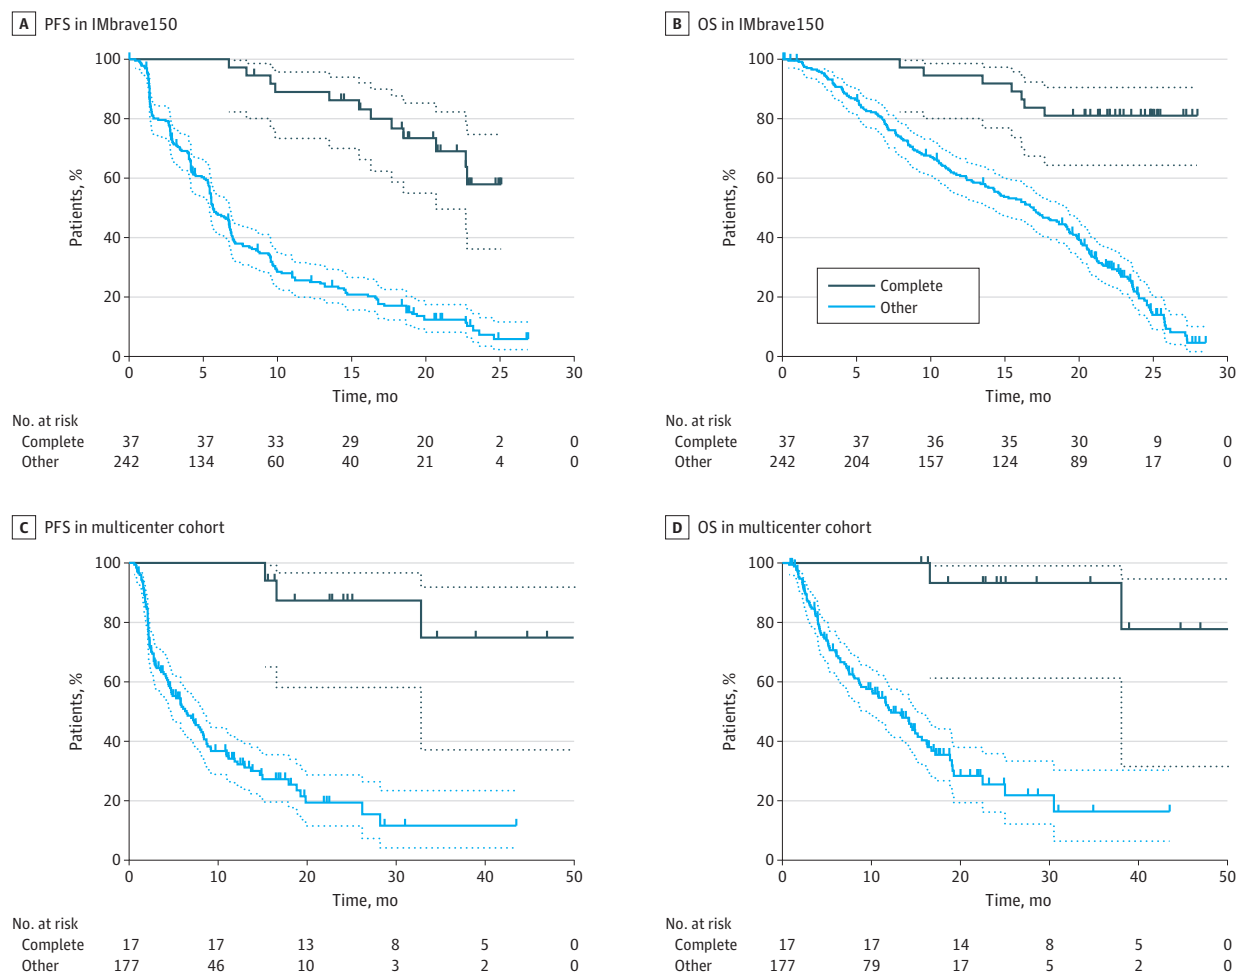 A PFS in IMbrave150
100
80
60
40
20
0
Patients, %
0 5 10 15 20 25 30
Time, mo
No. at risk
Complete 37 37 33 29 20 2 0
Other 242 134 60 40 21 4 0
B OS in IMbrave150
100
80
60
40
20
0
Patients, %
Complete
Other
0 5 10 15 20 25 30
Time, mo
No. at risk
Complete 37 37 36 35 30 9 0
Other 242 204 157 124 89 17 0
C PFS in multicenter cohort
100
80
60
40
20
0
Patients, %
0 10 20 30 40 50
Time, mo
No. at risk
Complete 17 17 13 8 5 0
Other 177 46 10 3 2 0
D OS in multicenter cohort
100
80
60
40
20
0
Patients, %
0 10 20 30 40 50
Time, mo
No. at risk
Complete 17 17 14 8 5 0
Other 177 79 17 5 2 0